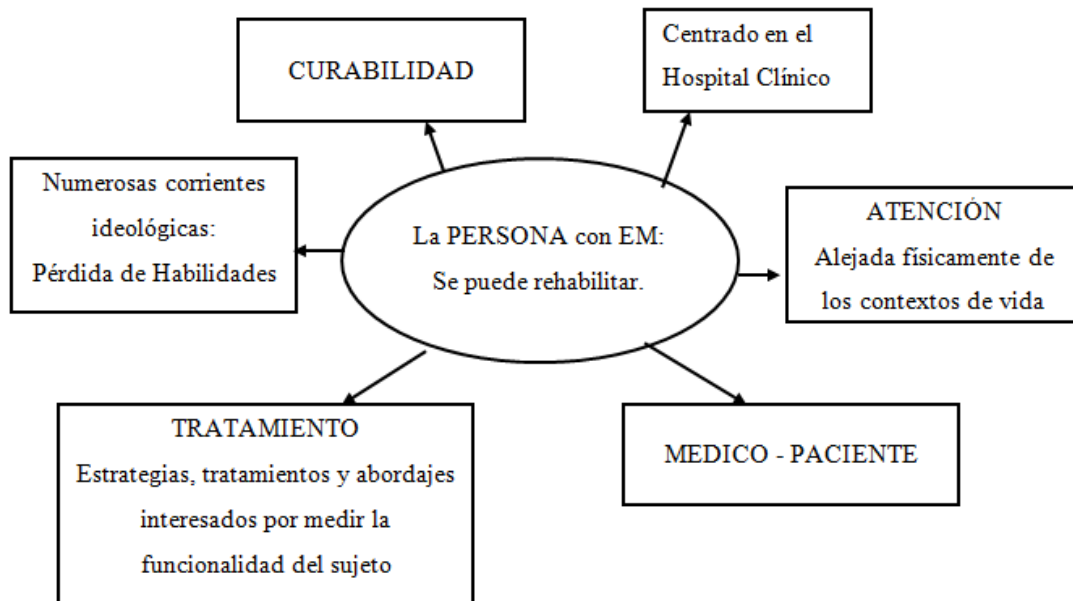 CURABILIDAD
Centrado en el
Hospital Clínico
Numerosas corrientes
ideológicas:
Pérdida de Habilidades
La PERSONA con EM:
Se puede rehabilitar.
ATENCIÓN
Alejada físicamente de
los contextos de vida
TRATAMIENTO
Estrategias, tratamientos y abordajes
interesados por medir la
funcionalidad del sujeto
MEDICO - PACIENTE